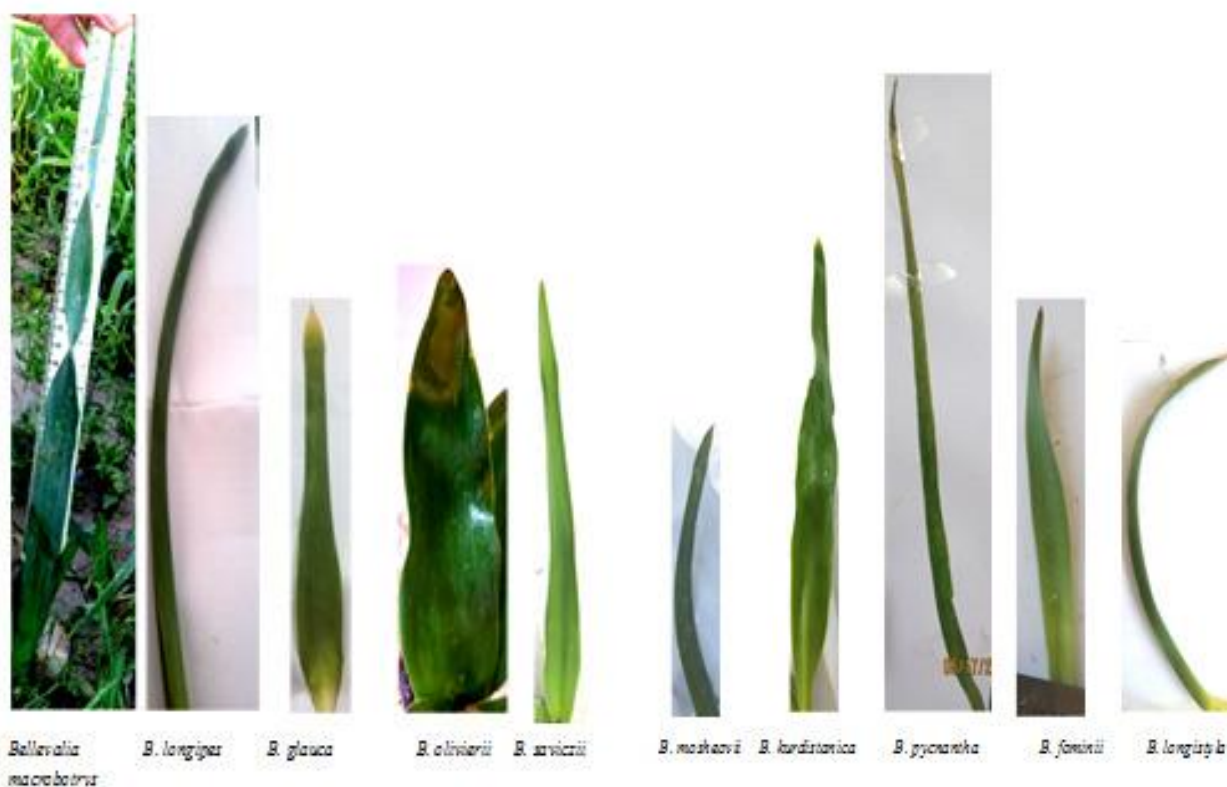 Bellevalia
macrobotrys
B. longipes
B. glauca
B. olivierii
B. saviczii
B. mosheovii
B. kurdistanica
B. pycnantha
B. fominii
B. longistyla